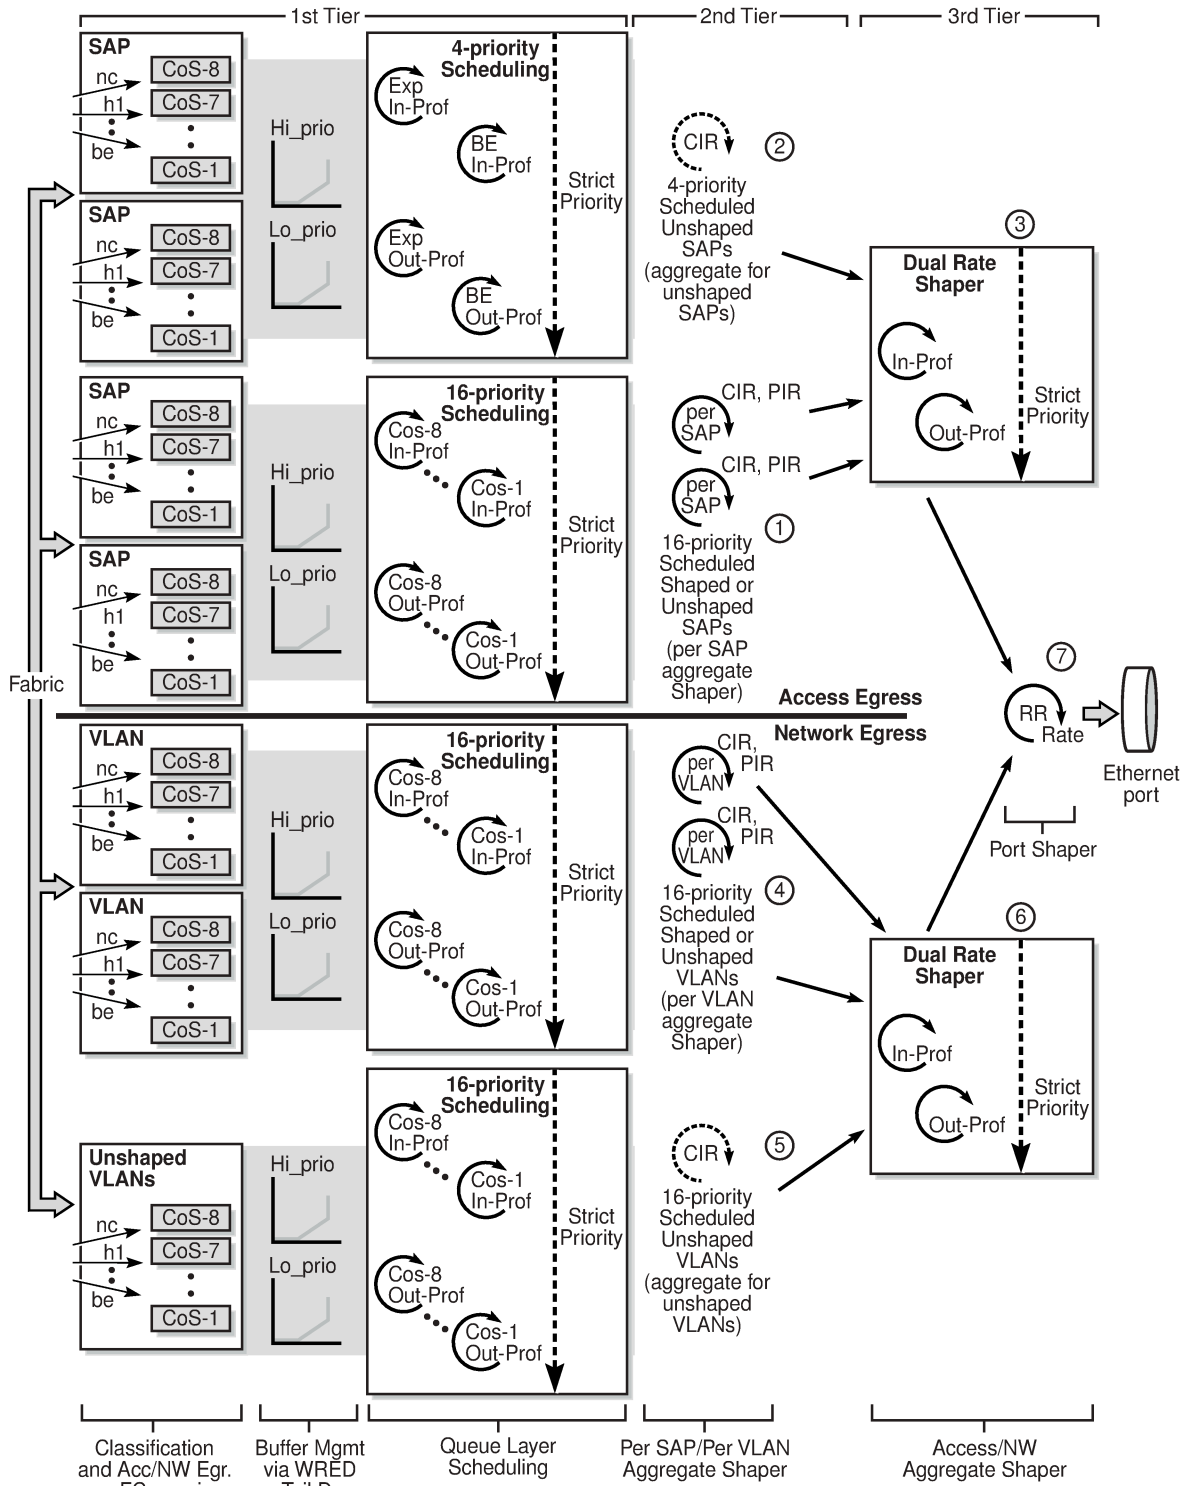 1st Tier
2nd Tier
3rd Tier
SAP
nc
h1
be
CoS-8
CoS-7
CoS-1
SAP
nc
h1
be
CoS-8
CoS-7
CoS-1
Hi_prio
Lo_prio
4-priority
Scheduling
Exp
In-Prof
BE
In-Prof
Exp
Out-Prof
BE
Out-Prof
Strict
Priority
CIR
2
4-priority
Scheduled
Unshaped
SAPs
(aggregate for
unshaped
SAPs)
3
Dual Rate
Shaper
In-Prof
Out-Prof
Strict
Priority
SAP
nc
h1
be
CoS-8
CoS-7
CoS-1
SAP
nc
h1
be
CoS-8
CoS-7
CoS-1
Hi_prio
Lo_prio
16-priority
Scheduling
Cos-8
In-Prof
Cos-1
In-Prof
Cos-8
Out-Prof
Cos-1
Out-Prof
Strict
Priority
CIR, PIR
per
SAP
CIR, PIR
per
SAP
1
16-priority
Scheduled
Shaped or
Unshaped
SAPs
(per SAP
aggregate
Shaper)
Fabric
Access Egress
Network Egress
7
RR
Rate
Ethernet
port
Port Shaper
VLAN
nc
h1
be
CoS-8
CoS-7
CoS-1
VLAN
nc
h1
be
CoS-8
CoS-7
CoS-1
Hi_prio
Lo_prio
16-priority
Scheduling
Cos-8
In-Prof
Cos-1
In-Prof
Cos-8
Out-Prof
Cos-1
Out-Prof
Strict
Priority
CIR,
PIR
per
VLAN
CIR,
PIR
per
VLAN
4
16-priority
Scheduled
Shaped or
Unshaped
VLANs
(per VLAN
aggregate
Shaper)
6
Dual Rate
Shaper
In-Prof
Out-Prof
Strict
Priority
Unshaped
VLANs
nc
h1
be
CoS-8
CoS-7
CoS-1
Hi_prio
Lo_prio
16-priority
Scheduling
Cos-8
In-Prof
Cos-1
In-Prof
Cos-8
Out-Prof
Cos-1
Out-Prof
Strict
Priority
CIR
5
16-priority
Scheduled
Unshaped
VLANs
(aggregate for
unshaped
VLANs)
Classification
and Acc/NW Egr.
Buffer Mgmt
via WRED
Queue Layer
Scheduling
Per SAP/Per VLAN
Aggregate Shaper
Access/NW
Aggregate Shaper